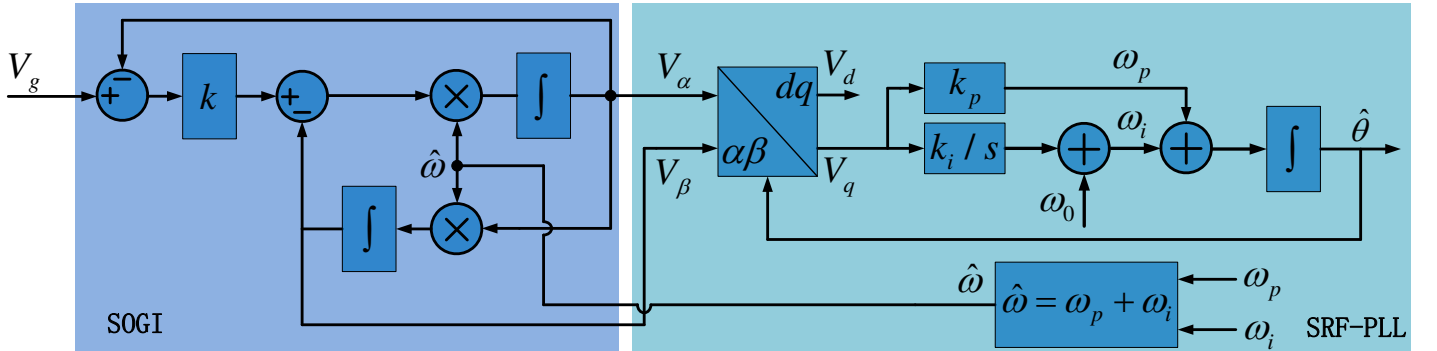 V_g
+
−
k
+
−
×
∫
V_α
V_β
ω̂
∫
×
SOGI
dq
αβ
V_d
V_q
k_p
k_i / s
ω_p
ω_i
+
+
ω_0
∫
θ̂
ω̂
ω̂ = ω_p + ω_i
ω_p
ω_i
SRF-PLL